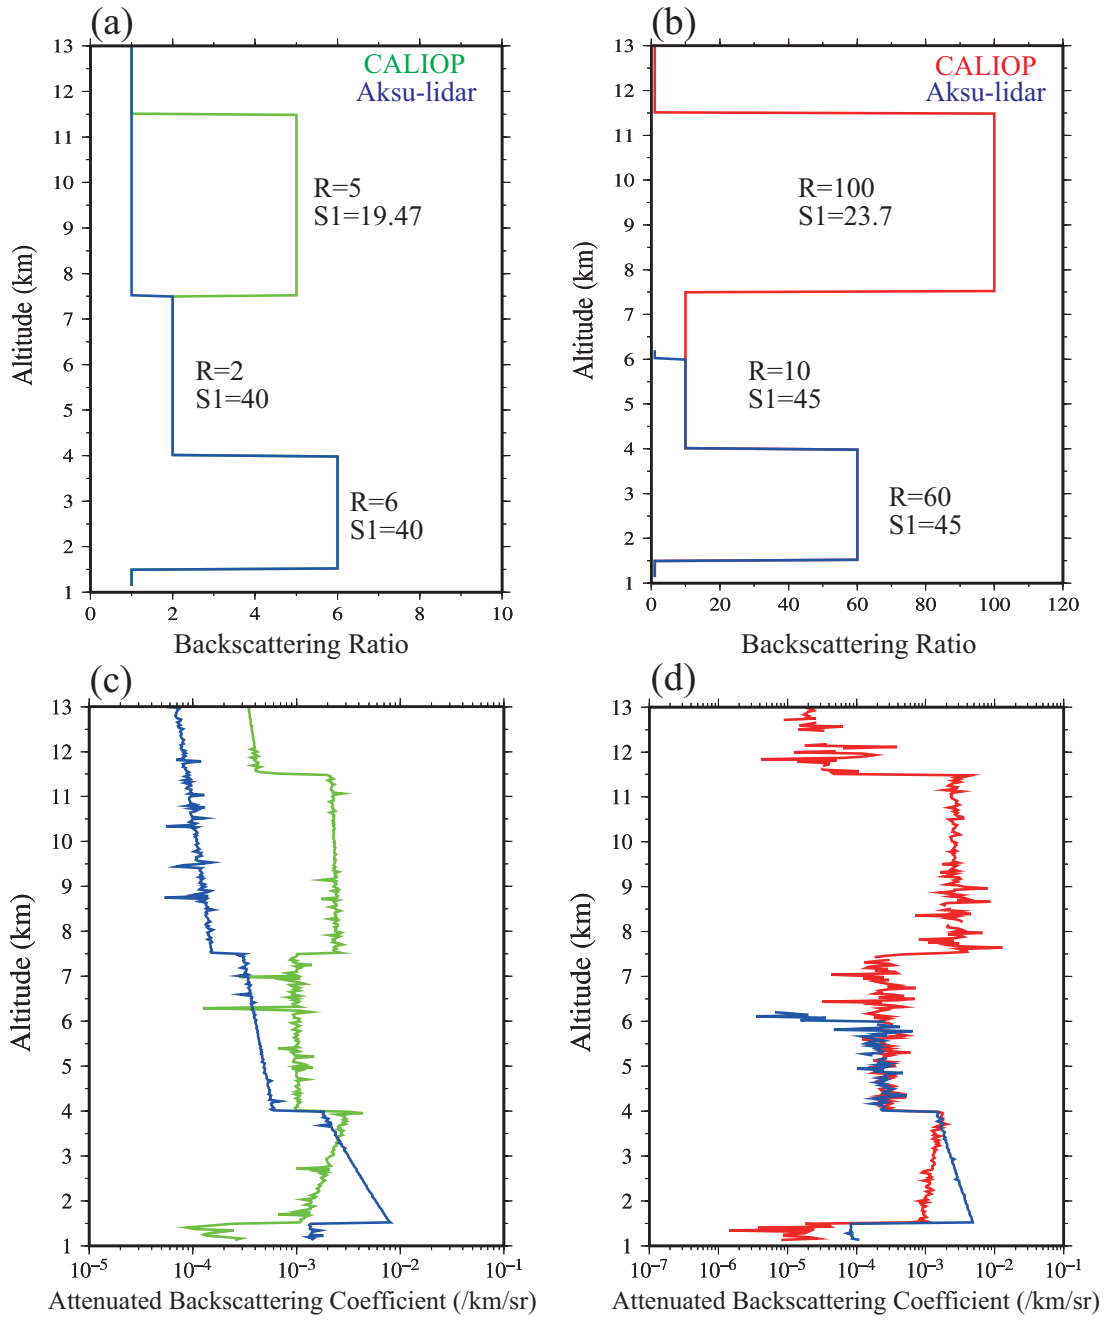 (a)
(b)
13
12
11
10
9
8
7
6
5
4
3
2
1
Altitude (km)
CALIOP
Aksu-lidar
R=5
S1=19.47
R=2
S1=40
R=6
S1=40
0 2 4 6 8 10
Backscattering Ratio
13
12
11
10
9
8
7
6
5
4
3
2
1
Altitude (km)
CALIOP
Aksu-lidar
R=100
S1=23.7
R=10
S1=45
R=60
S1=45
0 20 40 60 80 100 120
Backscattering Ratio
(c)
(d)
13
12
11
10
9
8
7
6
5
4
3
2
1
Altitude (km)
10⁻⁵ 10⁻⁴ 10⁻³ 10⁻² 10⁻¹
Attenuated Backscattering Coefficient (/km/sr)
13
12
11
10
9
8
7
6
5
4
3
2
1
Altitude (km)
10⁻⁷ 10⁻⁶ 10⁻⁵ 10⁻⁴ 10⁻³ 10⁻² 10⁻¹
Attenuated Backscattering Coefficient (/km/sr)